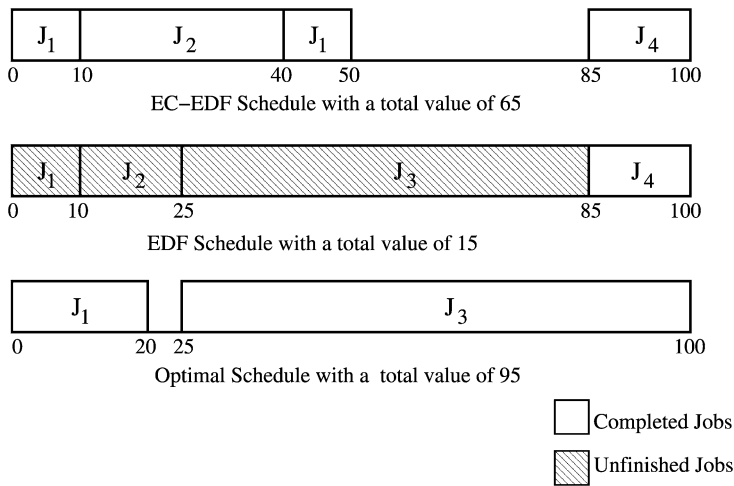 J1 J2 J1 J4
0 10 40 50 85 100
EC–EDF Schedule with a total value of 65
J1 J2 J3 J4
0 10 25 85 100
EDF Schedule with a total value of 15
J1 J3
0 20 25 100
Optimal Schedule with a total value of 95
Completed Jobs
Unfinished Jobs